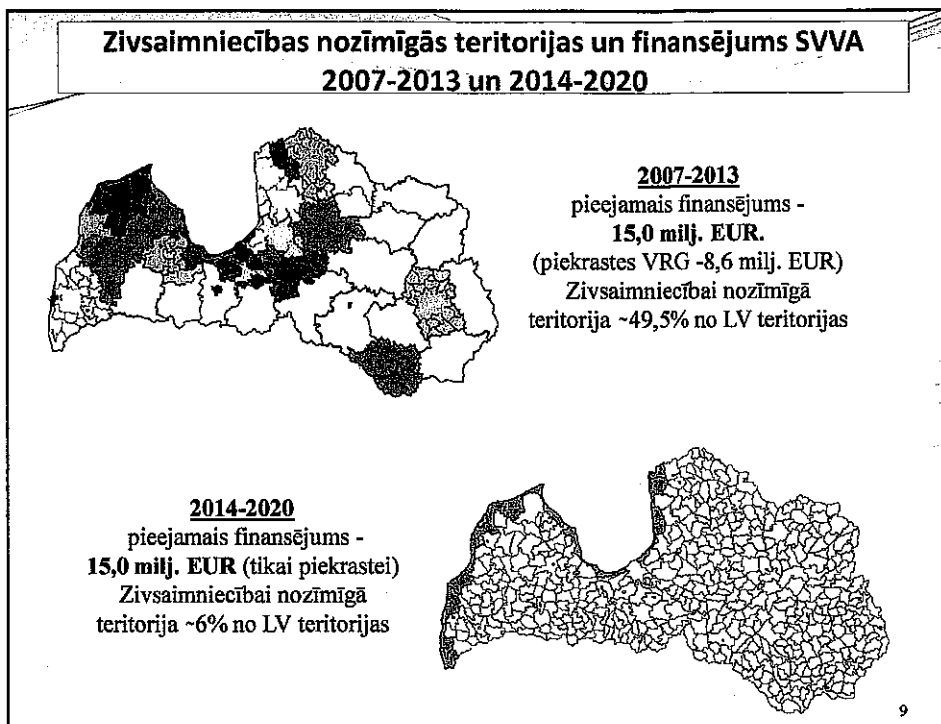 Zivsaimniecības nozīmīgās teritorijas un finansējums SVVA
2007-2013 un 2014-2020
2007-2013
pieejamais finansējums -
15,0 milj. EUR.
(piekrastes VRG -8,6 milj. EUR)
Zivsaimniecībai nozīmīgā
teritorija ~49,5% no LV teritorijas
2014-2020
pieejamais finansējums -
15,0 milj. EUR (tikai piekrastei)
Zivsaimniecībai nozīmīgā
teritorija ~6% no LV teritorijas
9